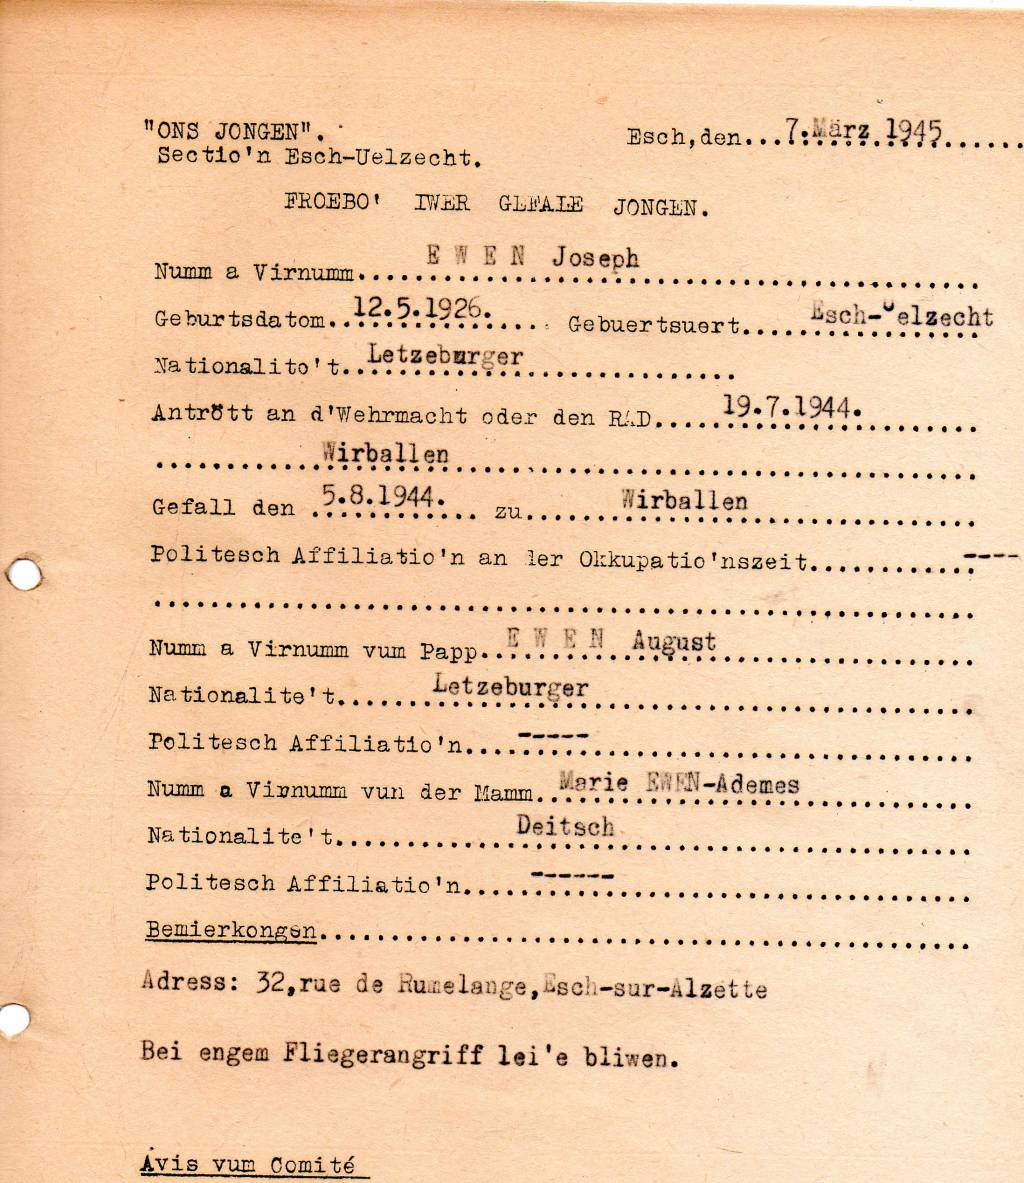 "ONS JONGEN". Esch,den...7.März 1945......
Sectio'n Esch-Uelzecht.
FROEBO' IWER GEFALE JONGEN.
Numm a Virnumm....EWEN Joseph....
Geburtsdatom..12.5.1926..... Gebuertsuert....Esch-Uelzecht
Nationalito't..Letzeburger....
Antrött an d'Wehrmacht oder den RAD....19.7.1944.....
....Wirballen....
Gefall den 5.8.1944.... zu....Wirballen....
Politesch Affiliatio'n an der Okkupatio'nszeit............----
....
Numm a Virnumm vum Papp..EWEN August....
Nationalite't....Letzeburger....
Politesch Affiliatio'n....-----....
Numm a Virnumm vun der Mamm..Marie EWEN-Ademes....
Nationalite't....Deitsch....
Politesch Affiliatio'n....------....
Bemierkongen....
Adress: 32,rue de Rumelange,Esch-sur-Alzette
Bei engem Fliegerangriff lei'e bliwen.
Avis vum Comité